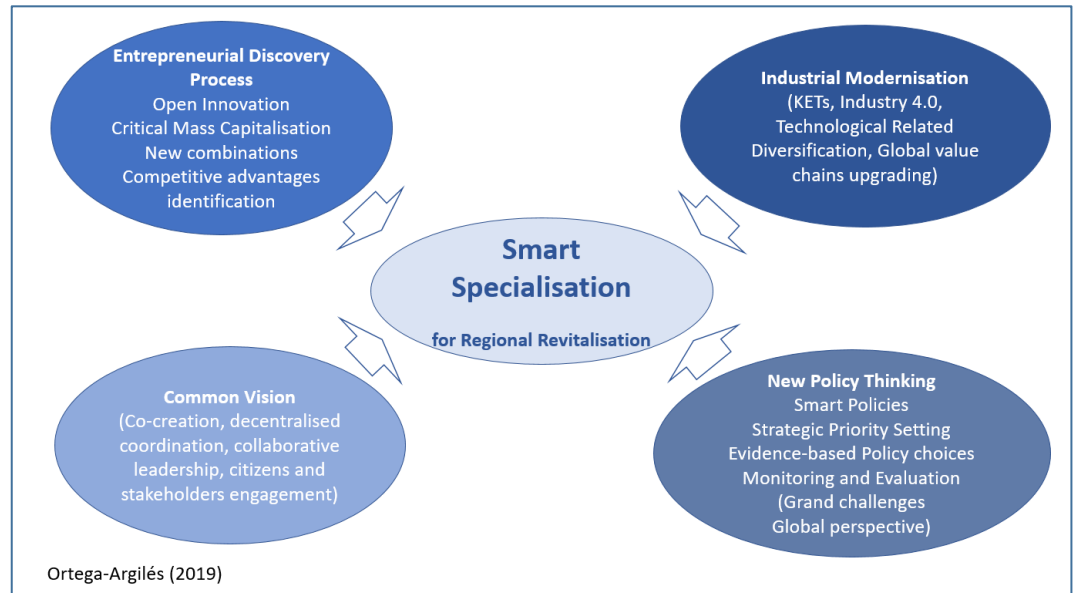 Entrepreneurial Discovery
Process
Open Innovation
Critical Mass Capitalisation
New combinations
Competitive advantages
identification
Industrial Modernisation
(KETs, Industry 4.0,
Technological Related
Diversification, Global value
chains upgrading)
Smart
Specialisation
for Regional Revitalisation
Common Vision
(Co-creation, decentralised
coordination, collaborative
leadership, citizens and
stakeholders engagement)
New Policy Thinking
Smart Policies
Strategic Priority Setting
Evidence-based Policy choices
Monitoring and Evaluation
(Grand challenges
Global perspective)
Ortega-Argilés (2019)